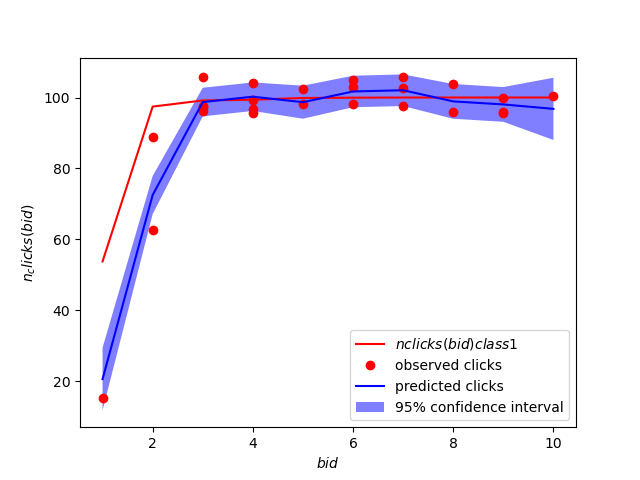 100
80
60
40
20
n_clicks(bid)
nclicks(bid)class1
observed clicks
predicted clicks
95% confidence interval
2 4 6 8 10
bid